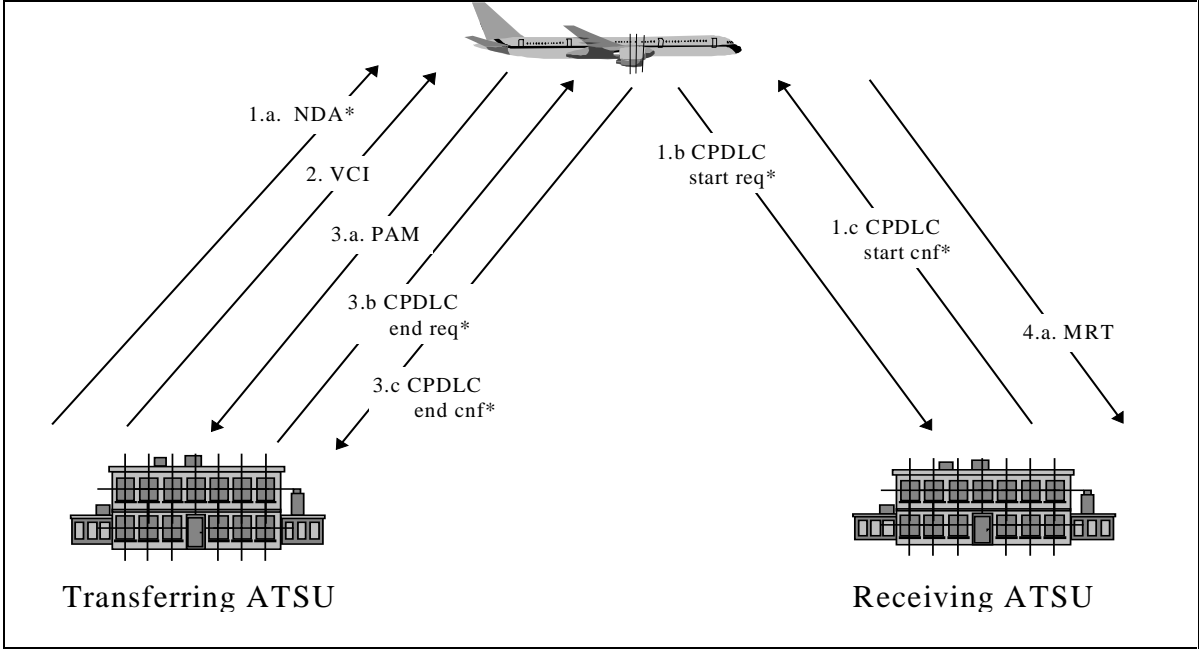 1.a. NDA*
2. VCI
3.a. PAM
3.b CPDLC
end req*
3.c CPDLC
end cnf*
1.b CPDLC
start req*
1.c CPDLC
start cnf*
4.a. MRT
Transferring ATSU
Receiving ATSU